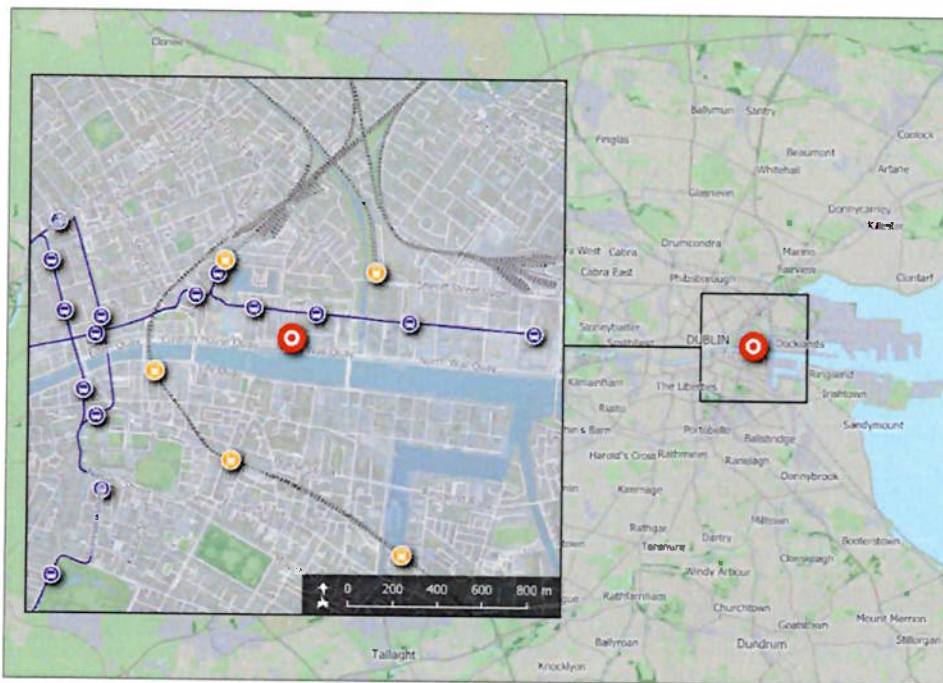 Clonee
Ballymun
Santry
Finglas
Coolock
Beaumont
Whitehall
Artane
Glasnevin
Donnycarney
Killester
Drumcondra
Marino
Cabra
Fairview
Cabra East
Phibsborough
Clontarf
Stoneybatter
Smithfield
DUBLIN
Docklands
North Wall Quay
Ringsend
Kilmainham
The Liberties
Irishtown
Rialto
Sandymount
Portobello
Ballsbridge
Harold's Cross
Rathmines
Ranelagh
Donnybrook
Kimmage
Rathgar
Milltown
Terenure
Dartry
Booterstown
Clonskeagh
Windy Arbour
Rathfarnham
Churchtown
Mount Merrion
Goatstown
Stillorgan
Ballyroan
Dundrum
Tallaght
Knocklyon
0 200 400 600 800 m